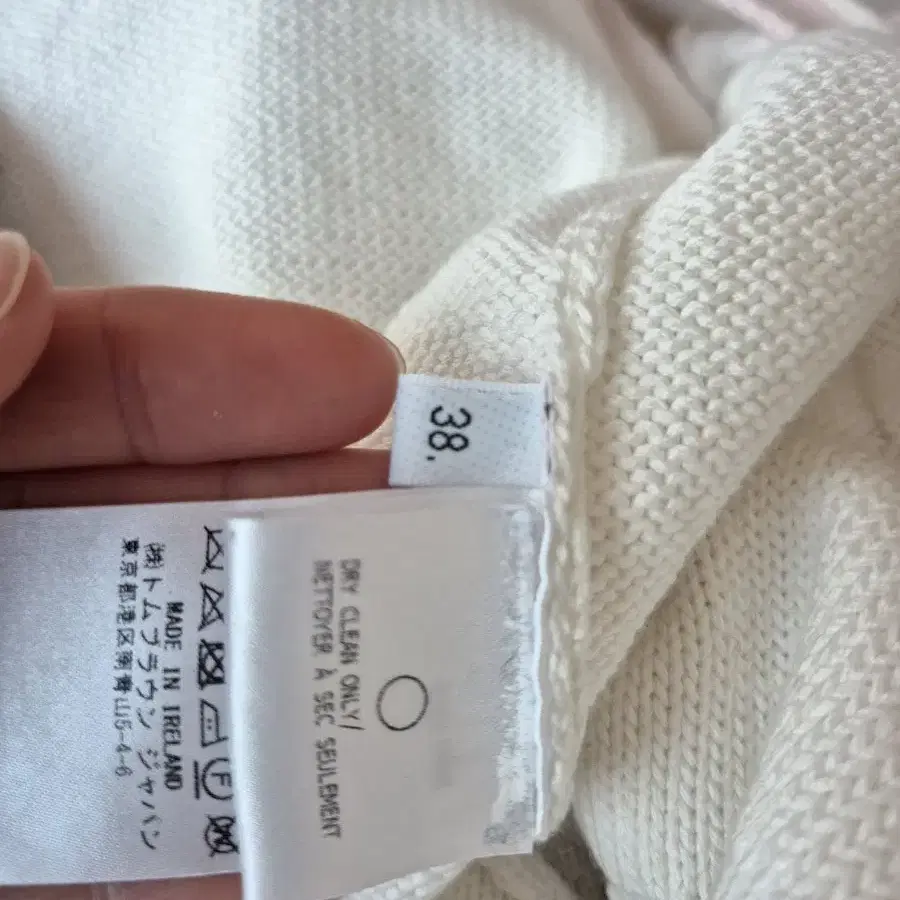 38.
DRY CLEAN ONLY/
NETTOYER À SEC SEULEMENT
F
MADE IN IRELAND
(株)トムブラウン ジャパン
東京都港区南青山5-4-6